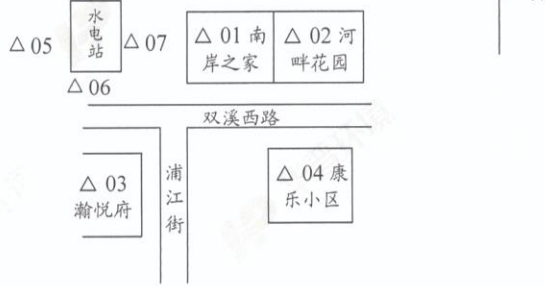 水
电
站
△ 05
△ 07
△ 06
△ 01 南
岸之家
△ 02 河
畔花园
双溪西路
△ 03
瀚悦府
浦
江
街
△ 04 康
乐小区